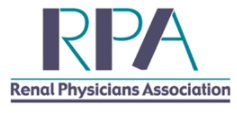 RPA
Renal Physicians Association